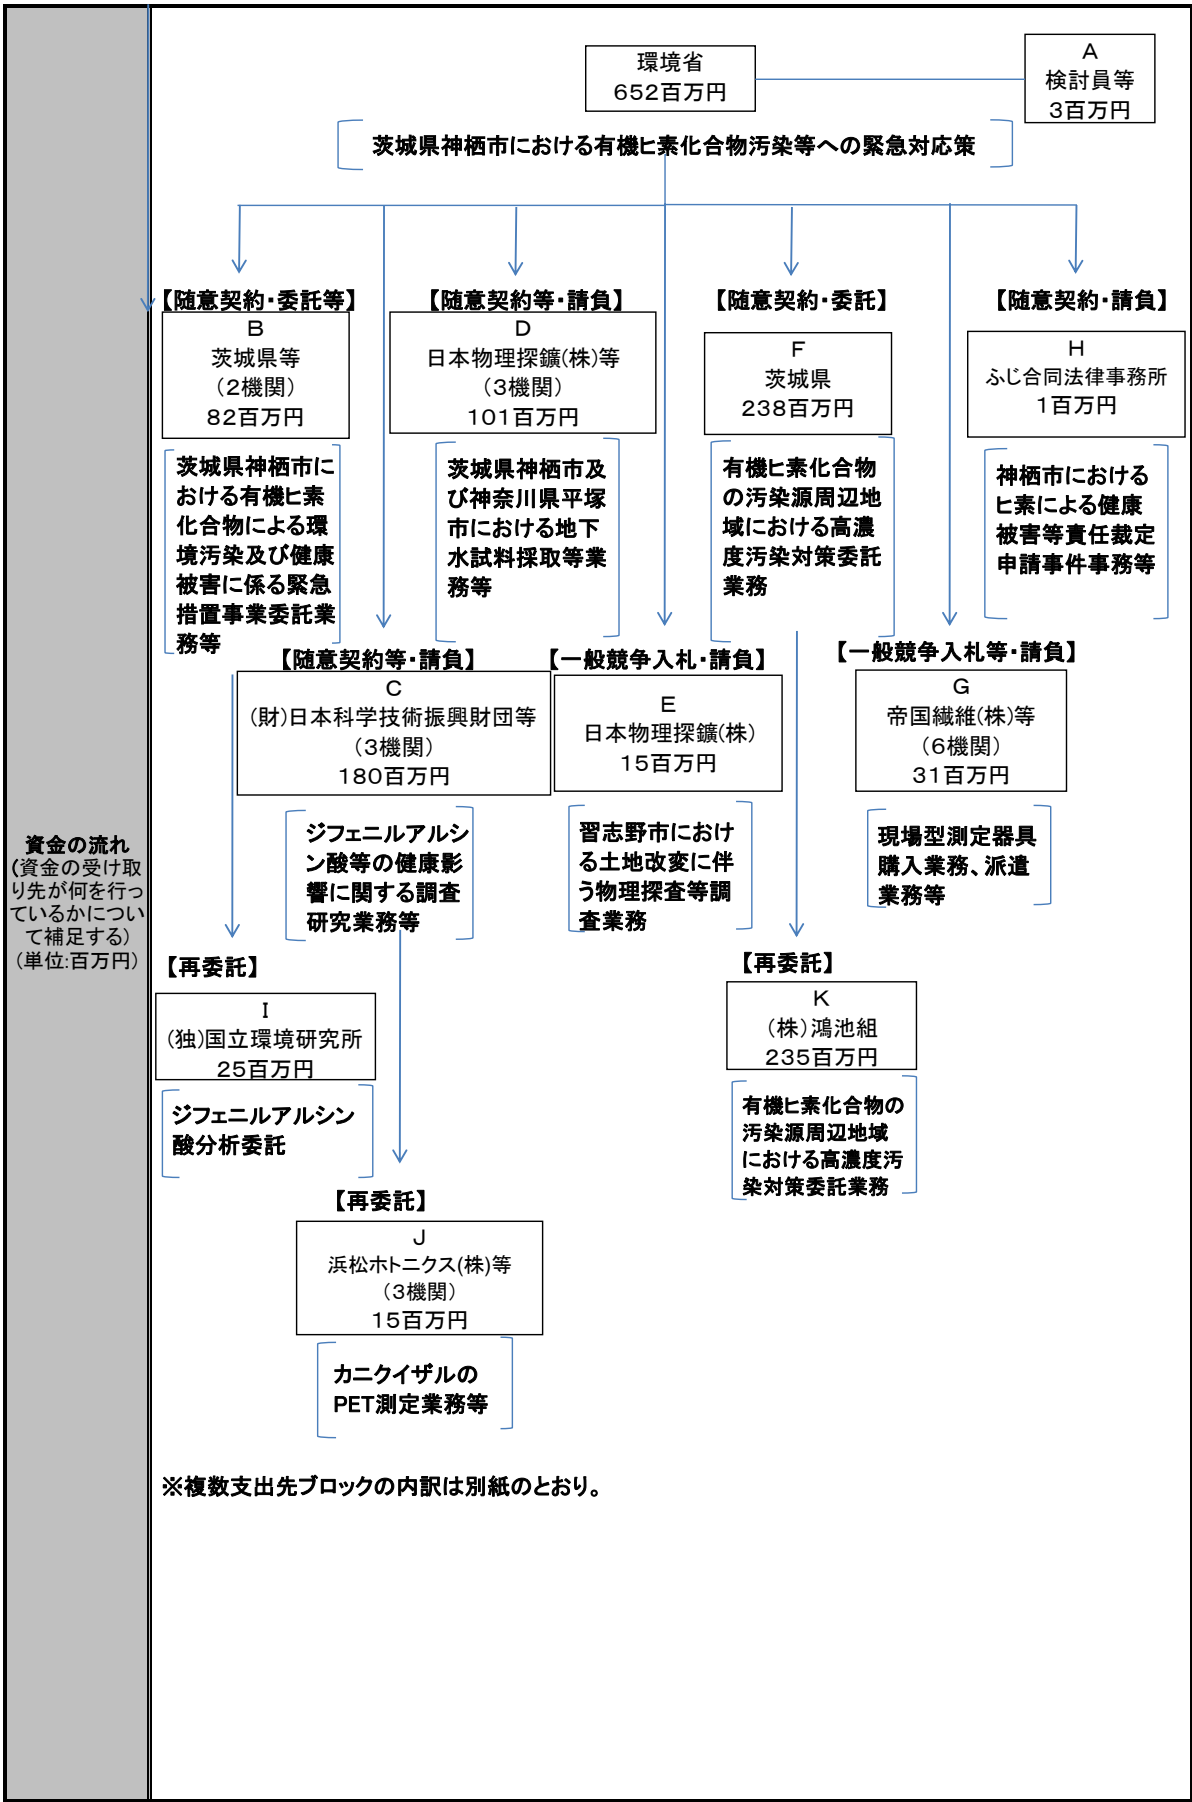 環境省
652百万円
A
検討員等
3百万円
茨城県神栖市における有機ヒ素化合物汚染等への緊急対応策
【随意契約・委託等】
B
茨城県等
（2機関）
82百万円
茨城県神栖市に
おける有機ヒ素
化合物による環
境汚染及び健康
被害に係る緊急
措置事業委託業
務等
【随意契約等・請負】
D
日本物理探鑛(株)等
（3機関）
101百万円
茨城県神栖市及
び神奈川県平塚
市における地下
水試料採取等業
務等
【随意契約・委託】
F
茨城県
238百万円
有機ヒ素化合物
の汚染源周辺地
域における高濃
度汚染対策委託
業務
【随意契約・請負】
H
ふじ合同法律事務所
1百万円
神栖市における
ヒ素による健康
被害等責任裁定
申請事件事務等
【随意契約等・請負】
C
(財)日本科学技術振興財団等
（3機関）
180百万円
ジフェニルアルシ
ン酸等の健康影
響に関する調査
研究業務等
【一般競争入札・請負】
E
日本物理探鑛(株)
15百万円
習志野市におけ
る土地改変に伴
う物理探査等調
査業務
【一般競争入札等・請負】
G
帝国繊維(株)等
（6機関）
31百万円
現場型測定器具
購入業務、派遣
業務等
資金の流れ
(資金の受け取
り先が何を行っ
ているかについ
て補足する)
(単位:百万円)
【再委託】
I
(独)国立環境研究所
25百万円
ジフェニルアルシン
酸分析委託
【再委託】
K
（株）鴻池組
235百万円
有機ヒ素化合物の
汚染源周辺地域
における高濃度汚
染対策委託業務
【再委託】
J
浜松ホトニクス(株)等
（3機関）
15百万円
カニクイザルの
PET測定業務等
※複数支出先ブロックの内訳は別紙のとおり。